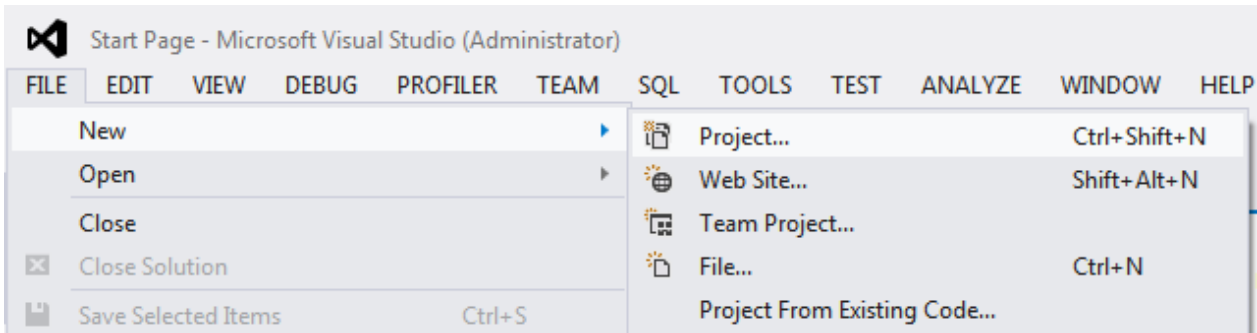 Start Page - Microsoft Visual Studio (Administrator)
FILE EDIT VIEW DEBUG PROFILER TEAM SQL TOOLS TEST ANALYZE WINDOW HELP
New
Open
Close
Close Solution
Save Selected Items Ctrl+S
Project... Ctrl+Shift+N
Web Site... Shift+Alt+N
Team Project...
File... Ctrl+N
Project From Existing Code...